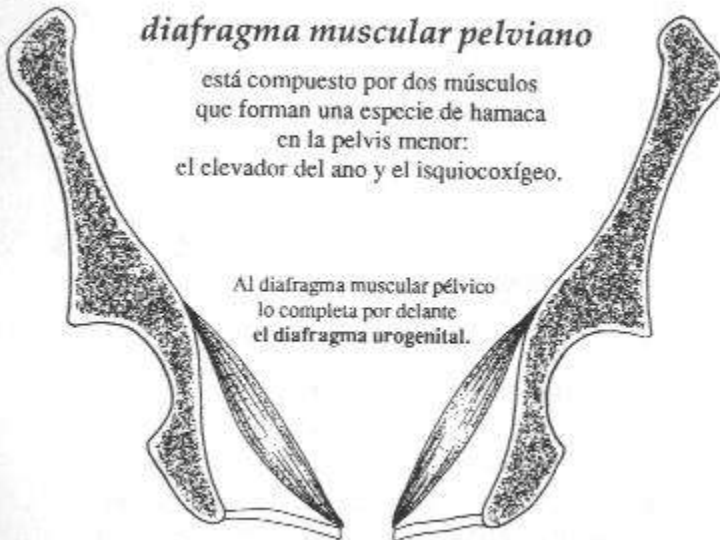 diafragma muscular pelviano
está compuesto por dos músculos
que forman una especie de hamaca
en la pelvis menor:
el elevador del ano y el isquiocoxígeo.
Al diafragma muscular pélvico
lo completa por delante
el diafragma urogenital.